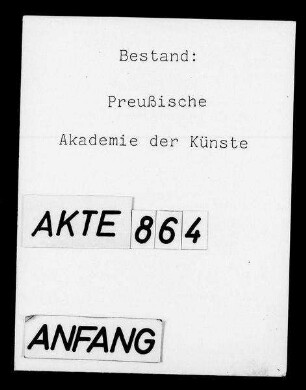 Bestand:
Preußische
Akademie der Künste
AKTE 864
ANFANG